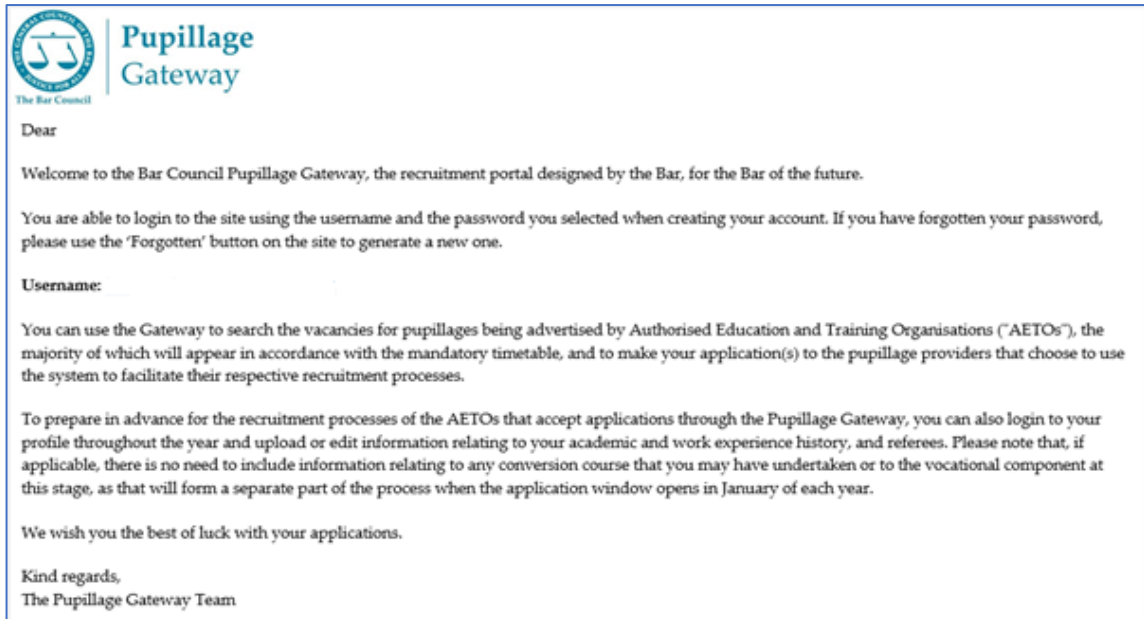 THE GENERAL COUNCIL OF THE BAR
JUSTICE FOR ALL
The Bar Council
Pupillage
Gateway
Dear
Welcome to the Bar Council Pupillage Gateway, the recruitment portal designed by the Bar, for the Bar of the future.
You are able to login to the site using the username and the password you selected when creating your account. If you have forgotten your password,
please use the ‘Forgotten’ button on the site to generate a new one.
Username:
You can use the Gateway to search the vacancies for pupillages being advertised by Authorised Education and Training Organisations ("AETOs"), the
majority of which will appear in accordance with the mandatory timetable, and to make your application(s) to the pupillage providers that choose to use
the system to facilitate their respective recruitment processes.
To prepare in advance for the recruitment processes of the AETOs that accept applications through the Pupillage Gateway, you can also login to your
profile throughout the year and upload or edit information relating to your academic and work experience history, and referees. Please note that, if
applicable, there is no need to include information relating to any conversion course that you may have undertaken or to the vocational component at
this stage, as that will form a separate part of the process when the application window opens in January of each year.
We wish you the best of luck with your applications.
Kind regards,
The Pupillage Gateway Team